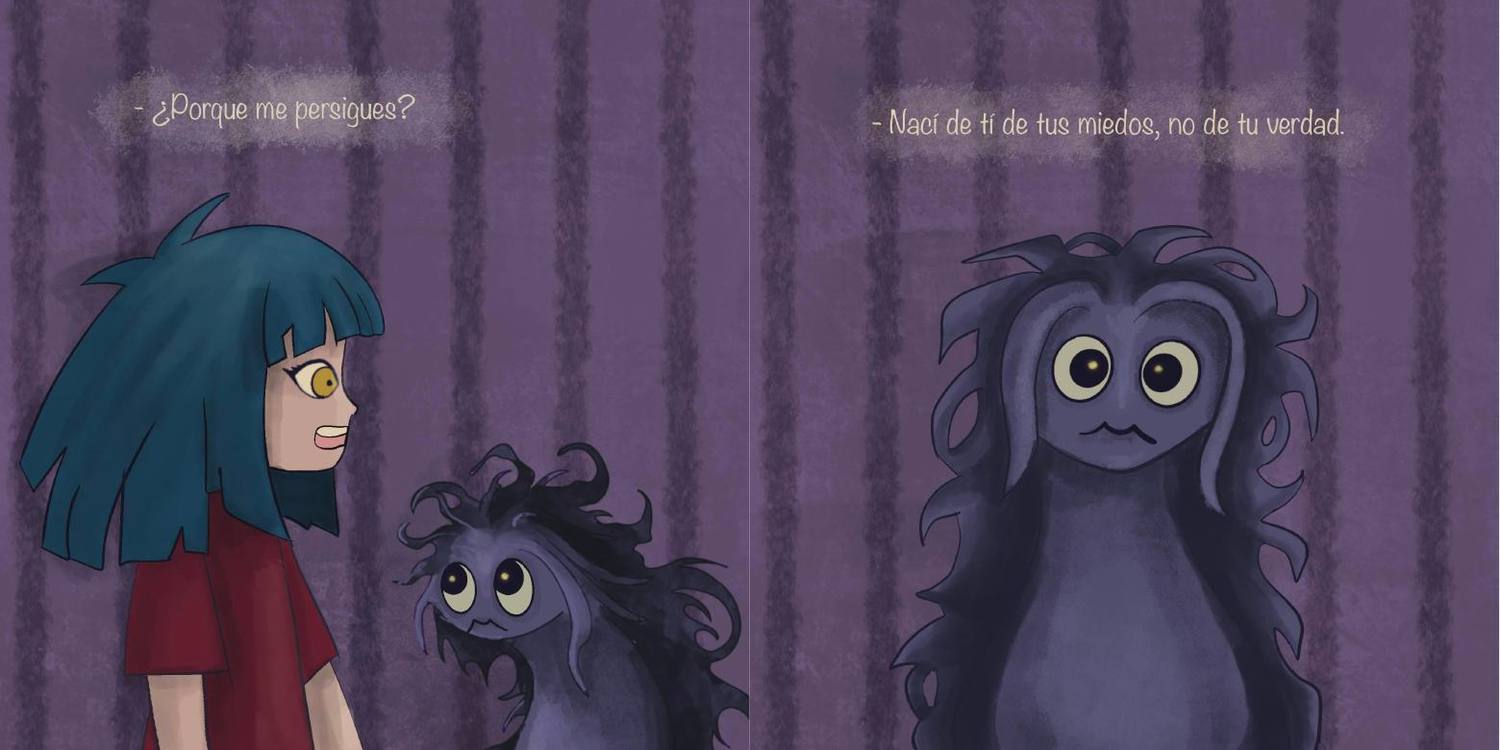 - ¿Porque me persigues?
- Nací de tí de tus miedos, no de tu verdad.